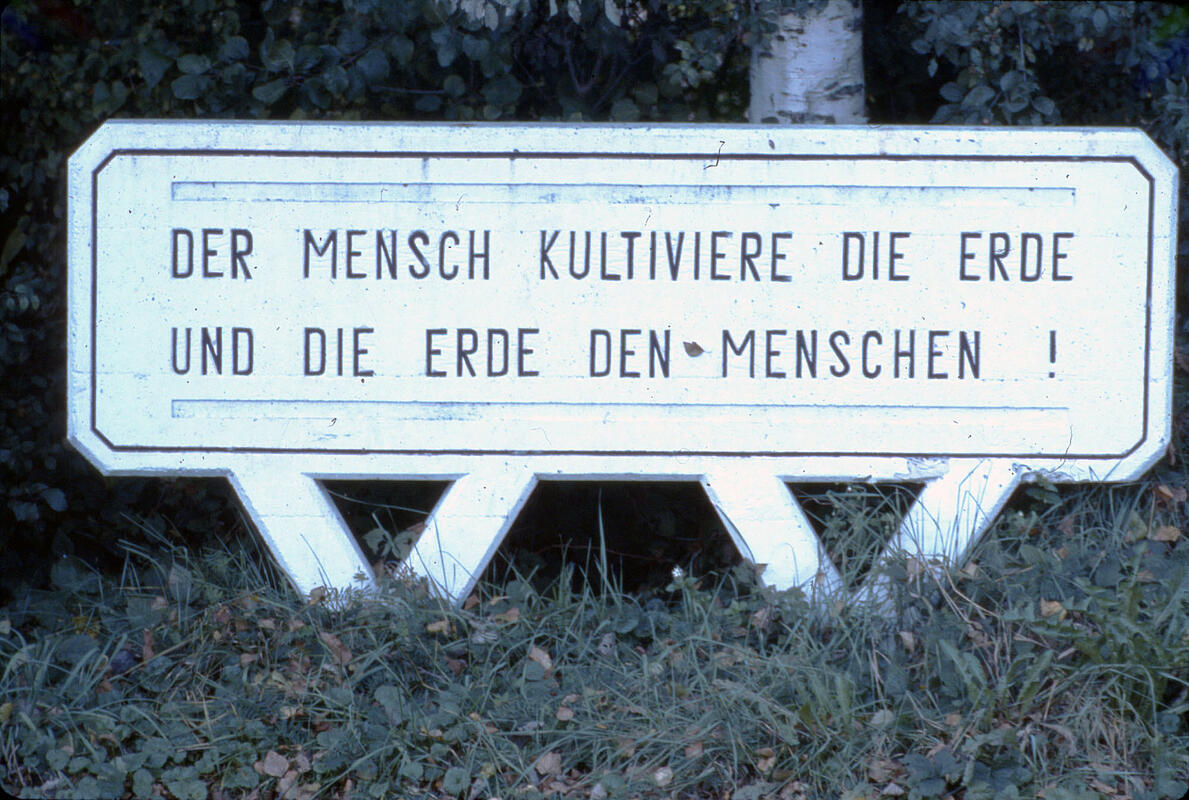 DER MENSCH KULTIVIERE DIE ERDE
UND DIE ERDE DEN MENSCHEN !